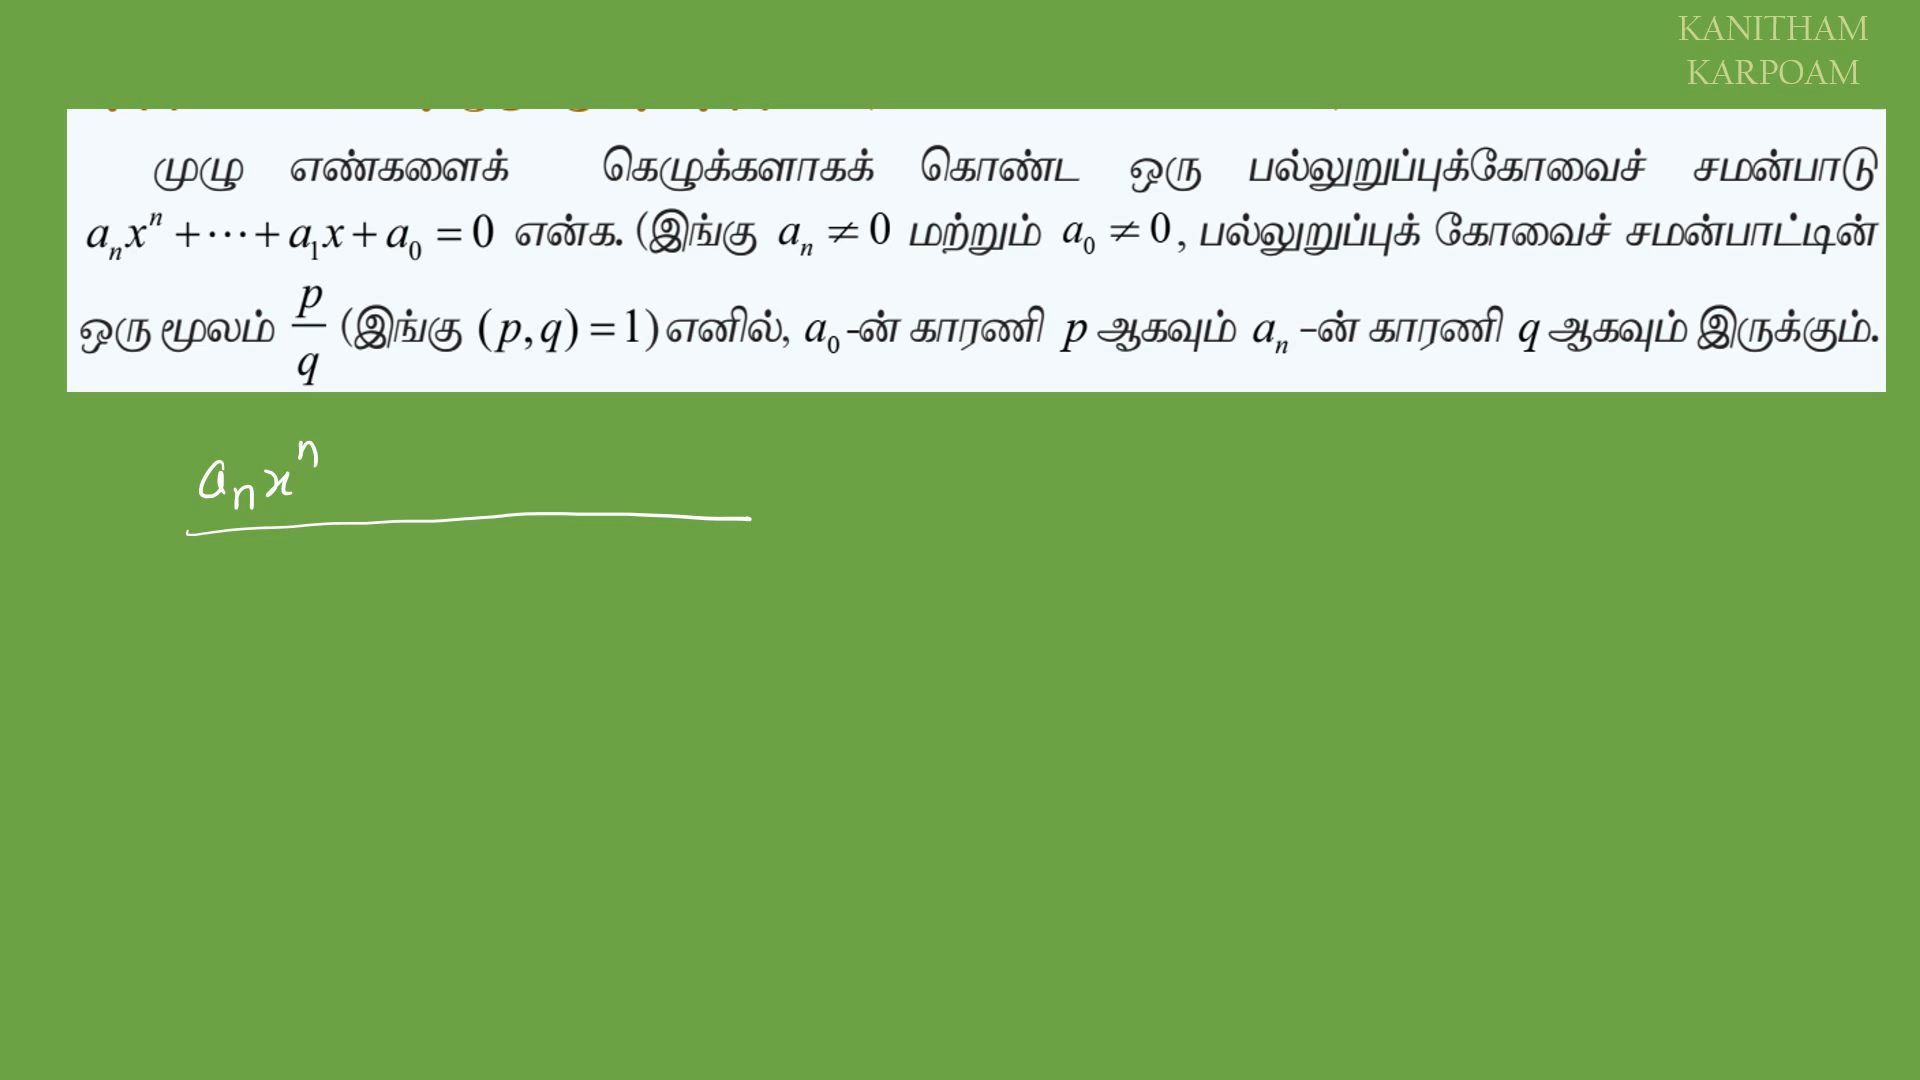 KANITHAM
KARPOAM
முழு எண்களைக் கெழுக்களாகக் கொண்ட ஒரு பல்லுறுப்புக்கோவைச் சமன்பாடு
aₙxⁿ + ⋯ + a₁x + a₀ = 0 என்க. (இங்கு aₙ ≠ 0 மற்றும் a₀ ≠ 0, பல்லுறுப்புக் கோவைச் சமன்பாட்டின்
ஒரு மூலம் p/q (இங்கு (p,q) = 1) எனில், a₀-ன் காரணி p ஆகவும் aₙ -ன் காரணி q ஆகவும் இருக்கும்.
aₙxⁿ